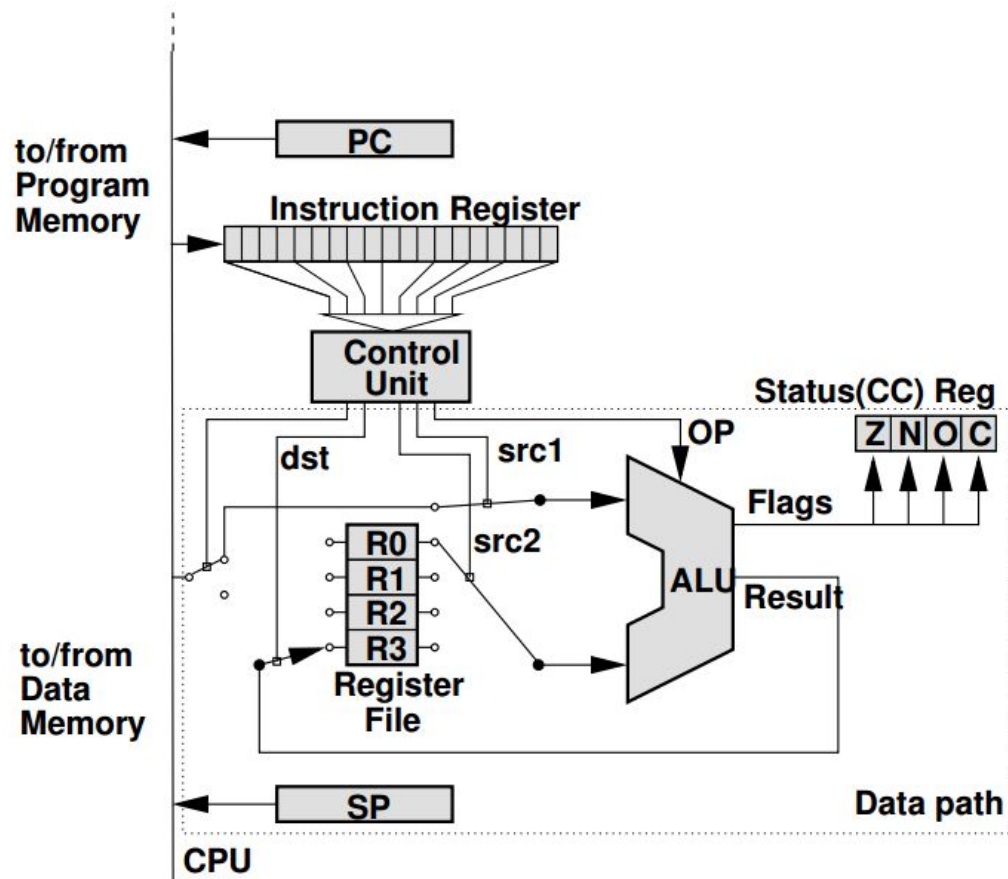 PC
to/from
Program
Memory
Instruction Register
Control
Unit
Status(CC) Reg
Z N O C
OP
dst
src1
Flags
src2
R0
R1
R2
R3
ALU
Result
Register
File
to/from
Data
Memory
SP
Data path
CPU